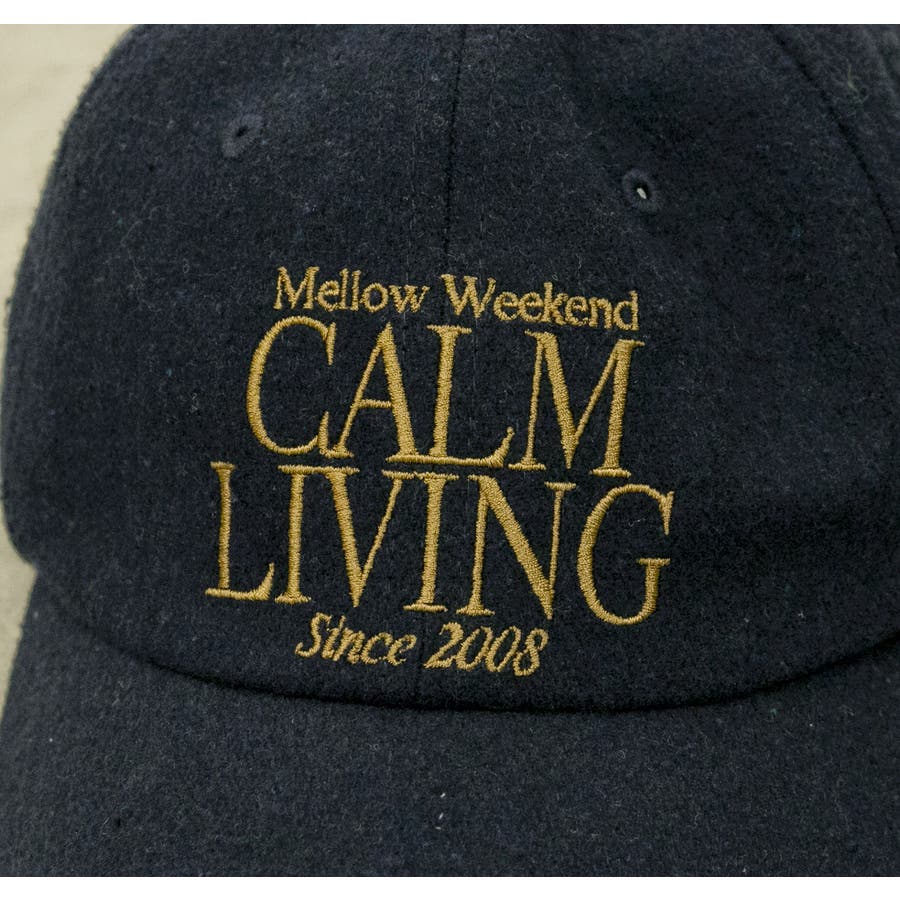 Mellow Weekend
CALM
LIVING
Since 2008